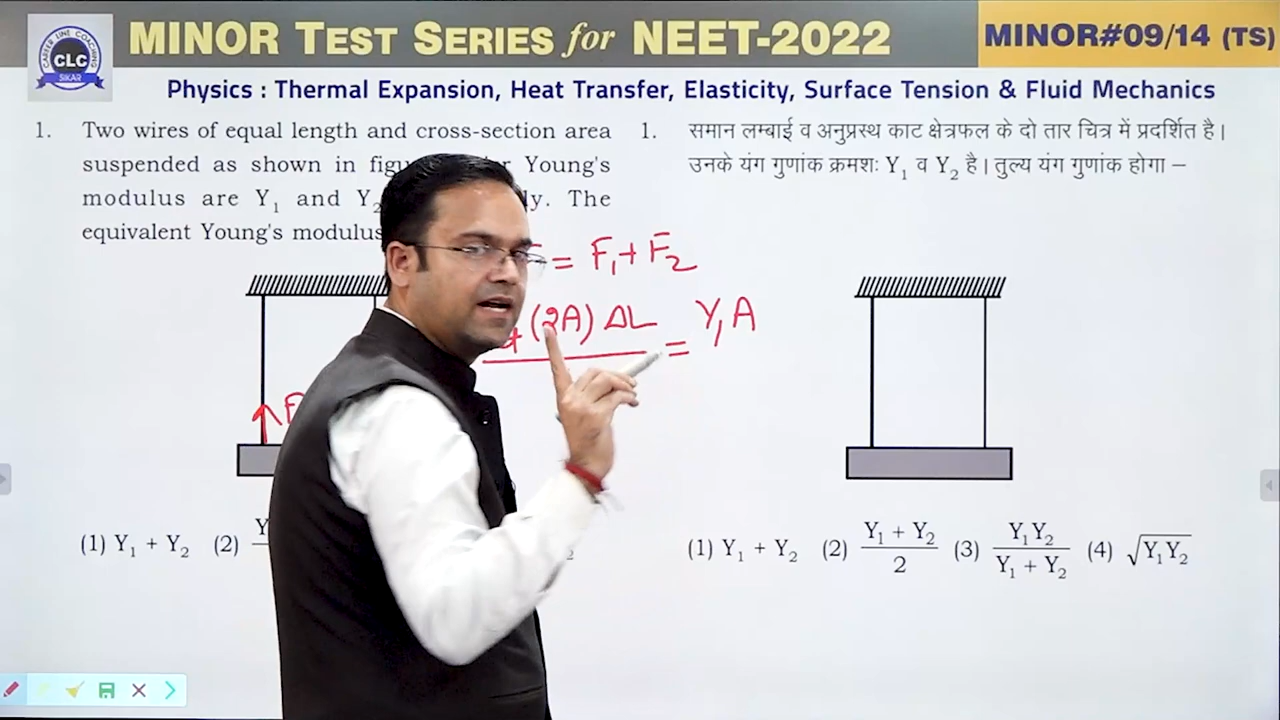 CAREER LINE COACHING
CLC
SIKAR
MINOR TEST SERIES for NEET-2022
MINOR#09/14 (TS)
Physics : Thermal Expansion, Heat Transfer, Elasticity, Surface Tension & Fluid Mechanics
1. Two wires of equal length and cross-section area
suspended as shown in Young's
modulus are Y₁ and The
equivalent Young's modulus
1. समान लम्बाई व अनुप्रस्थ काट क्षेत्रफल के दो तार चित्र में प्रदर्शित है।
उनके यंग गुणांक क्रमशः Y₁ व Y₂ है। तुल्य यंग गुणांक होगा –
= F₁ + F₂
(2A) ΔL = Y₁A
(1) Y₁ + Y₂ (2)
(1) Y₁ + Y₂ (2) (Y₁ + Y₂)/2 (3) Y₁Y₂/(Y₁ + Y₂) (4) √Y₁Y₂